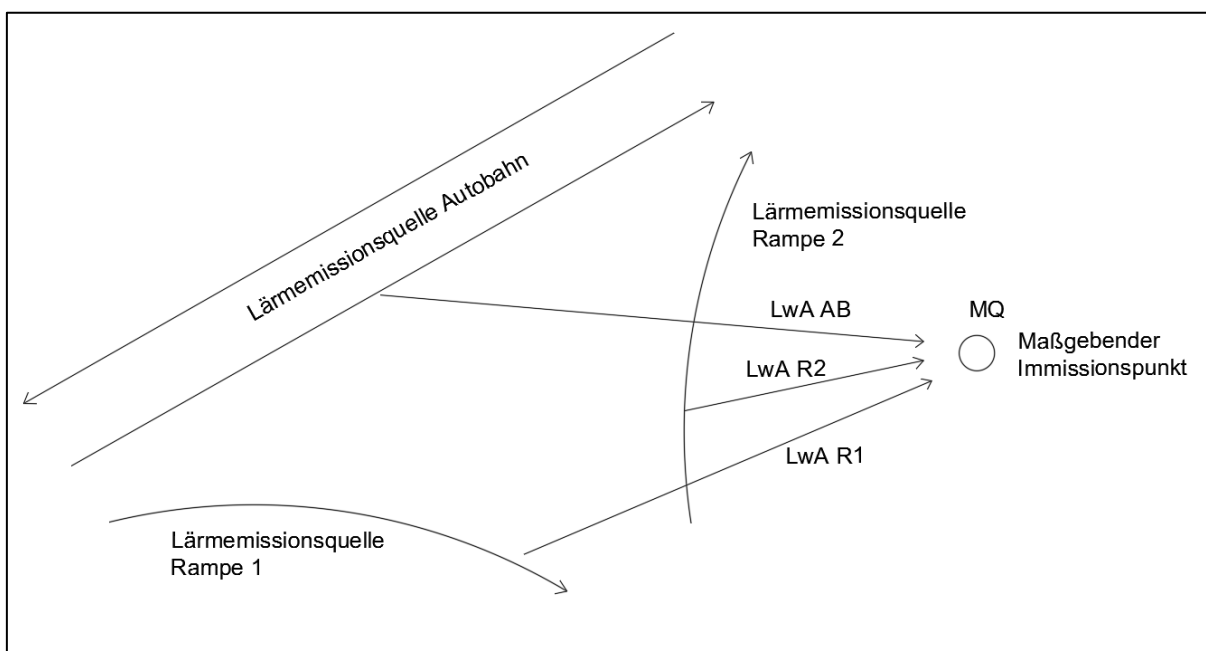 Lärmemissionsquelle Autobahn
Lärmemissionsquelle
Rampe 2
LwA AB
MQ
Maßgebender
Immissionspunkt
LwA R2
LwA R1
Lärmemissionsquelle
Rampe 1